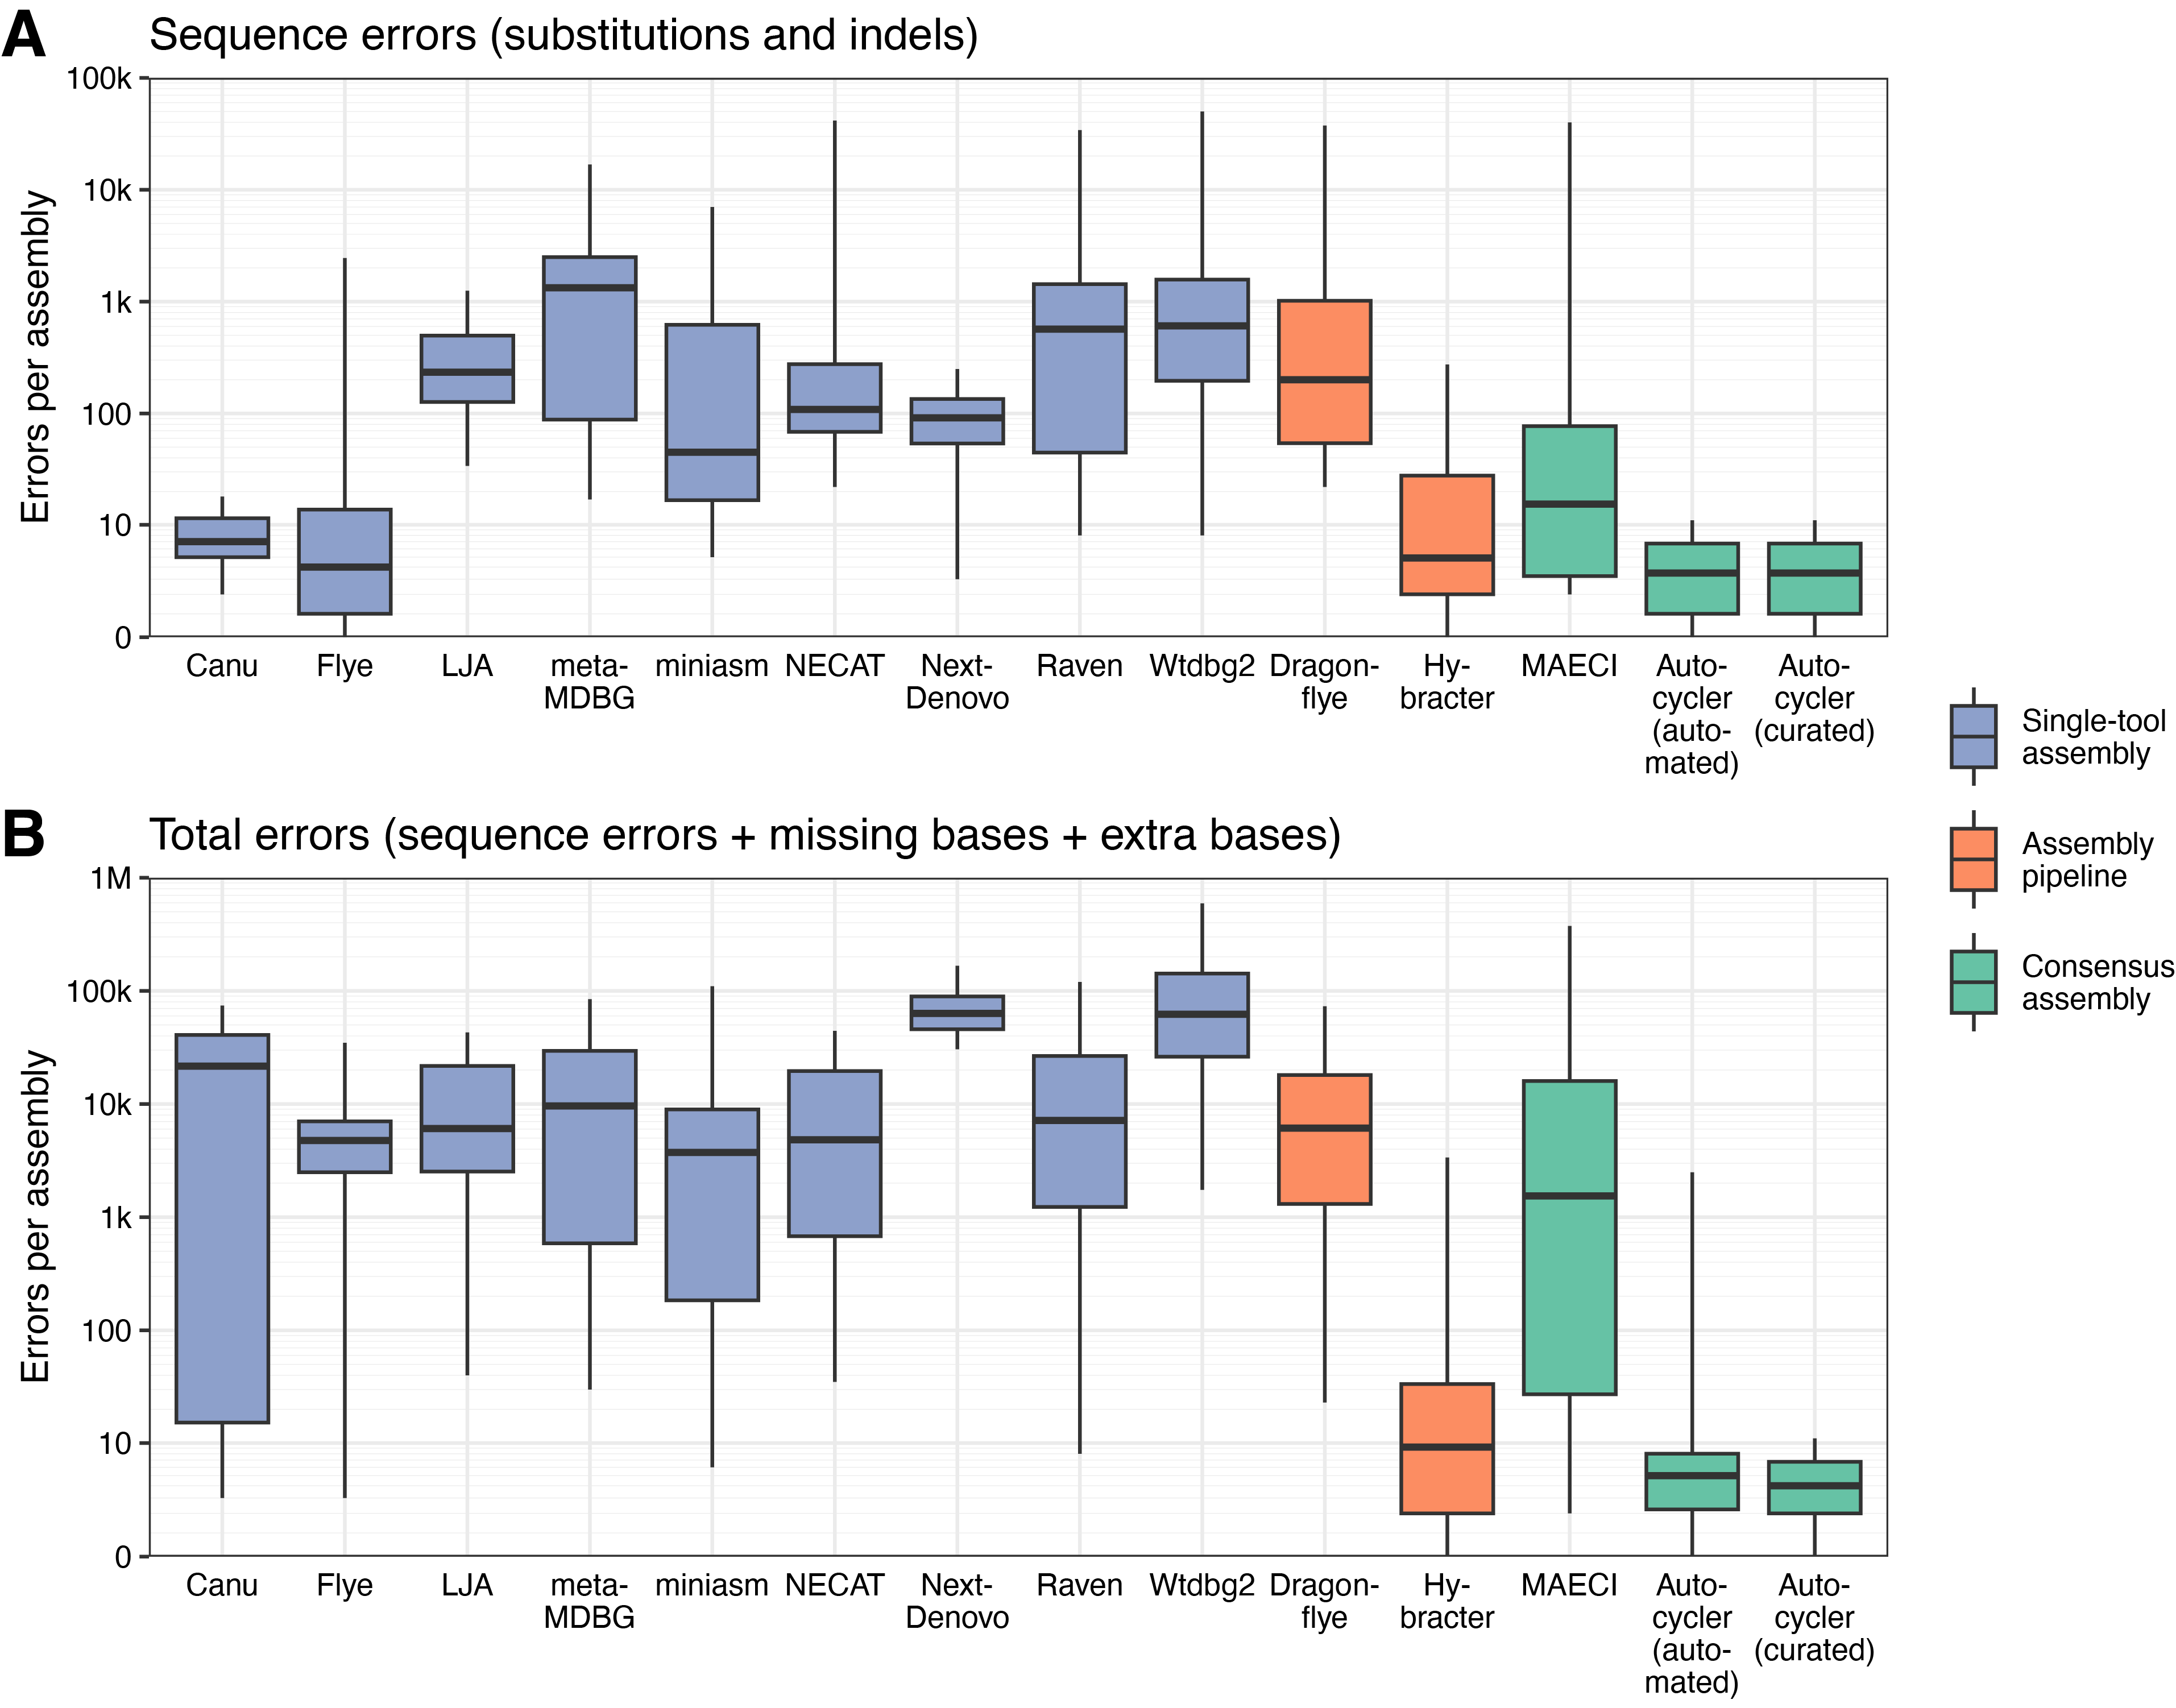 A
Sequence errors (substitutions and indels)
Errors per assembly
100k
10k
1k
100
10
0
Canu
Flye
LJA
meta-
MDBG
miniasm
NECAT
Next-
Denovo
Raven
Wtdbg2
Dragon-
flye
Hy-
bracter
MAECI
Auto-
cycler
(auto-
mated)
Auto-
cycler
(curated)
Single-tool
assembly
Assembly
pipeline
Consensus
assembly
B
Total errors (sequence errors + missing bases + extra bases)
Errors per assembly
1M
100k
10k
1k
100
10
0
Canu
Flye
LJA
meta-
MDBG
miniasm
NECAT
Next-
Denovo
Raven
Wtdbg2
Dragon-
flye
Hy-
bracter
MAECI
Auto-
cycler
(auto-
mated)
Auto-
cycler
(curated)